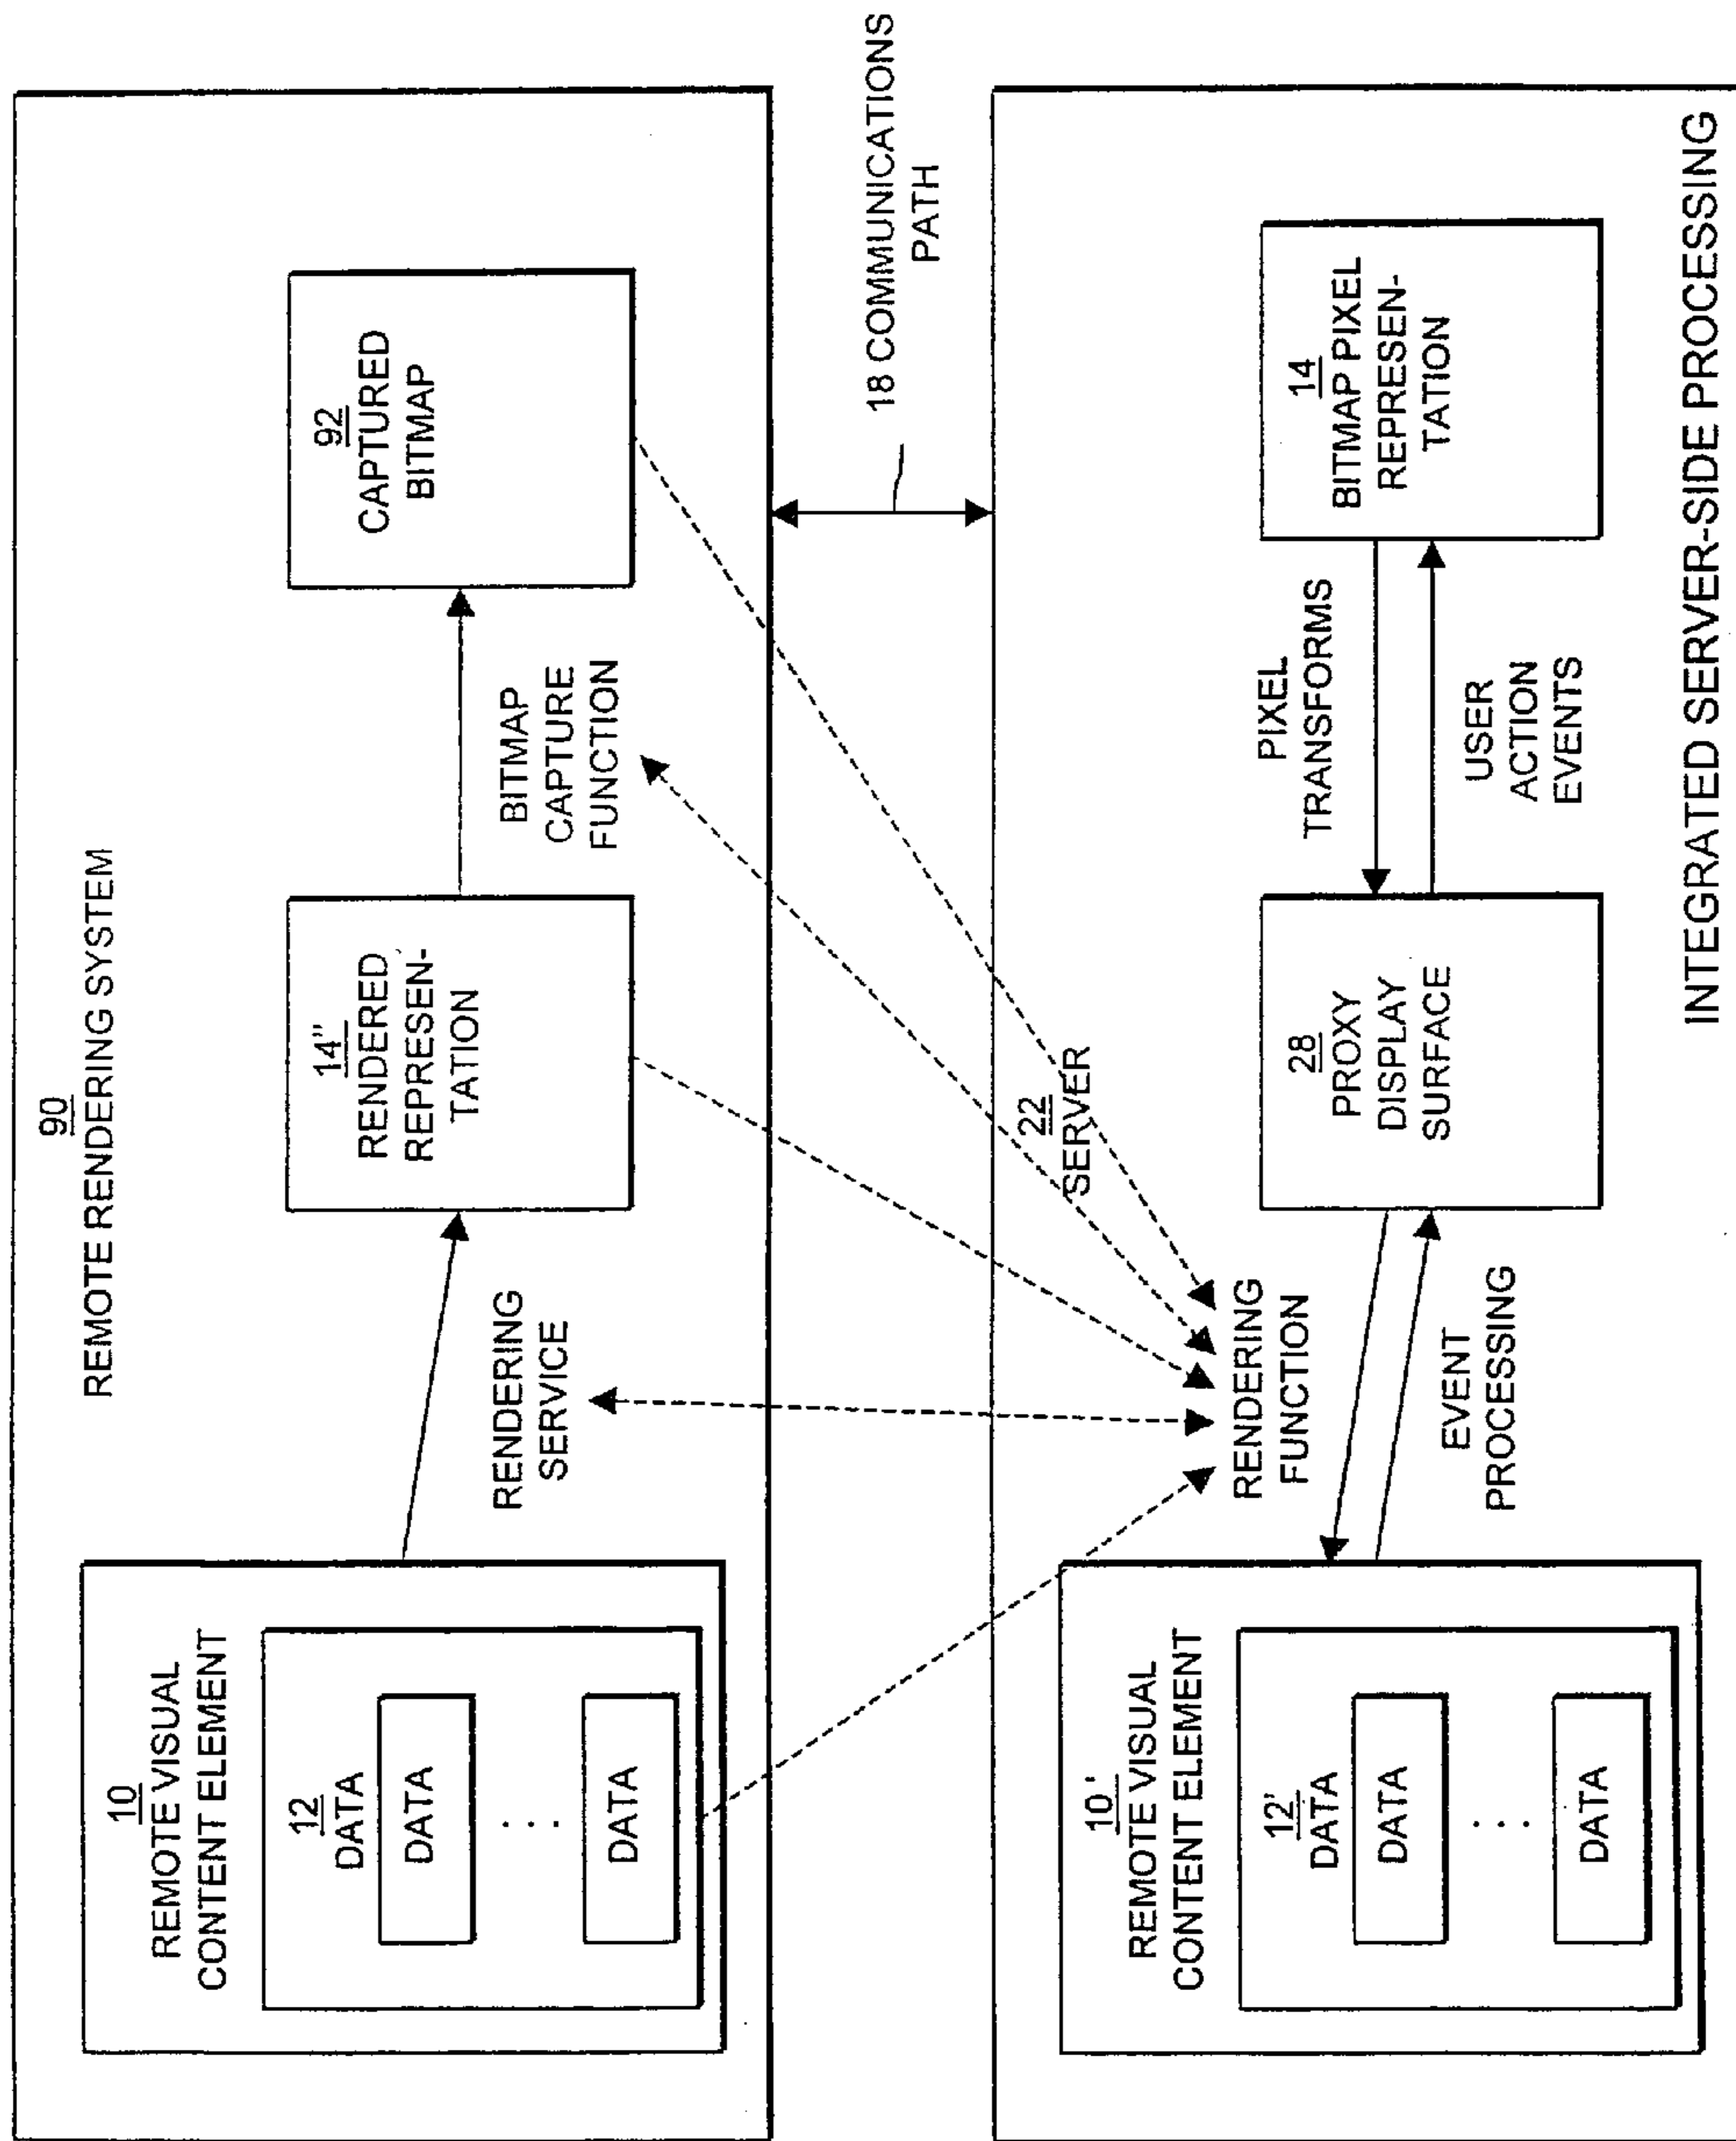 90
REMOTE RENDERING SYSTEM
10
REMOTE VISUAL
CONTENT ELEMENT
12
DATA
DATA
. . .
DATA
RENDERING
SERVICE
14"
RENDERED
REPRESEN-
TATION
BITMAP
CAPTURE
FUNCTION
92
CAPTURED
BITMAP
18 COMMUNICATIONS
PATH
22
SERVER
10'
REMOTE VISUAL
CONTENT ELEMENT
12'
DATA
DATA
. . .
DATA
RENDERING
FUNCTION
EVENT
PROCESSING
28
PROXY
DISPLAY
SURFACE
PIXEL
TRANSFORMS
USER
ACTION
EVENTS
14
BITMAP PIXEL
REPRESEN-
TATION
INTEGRATED SERVER-SIDE PROCESSING